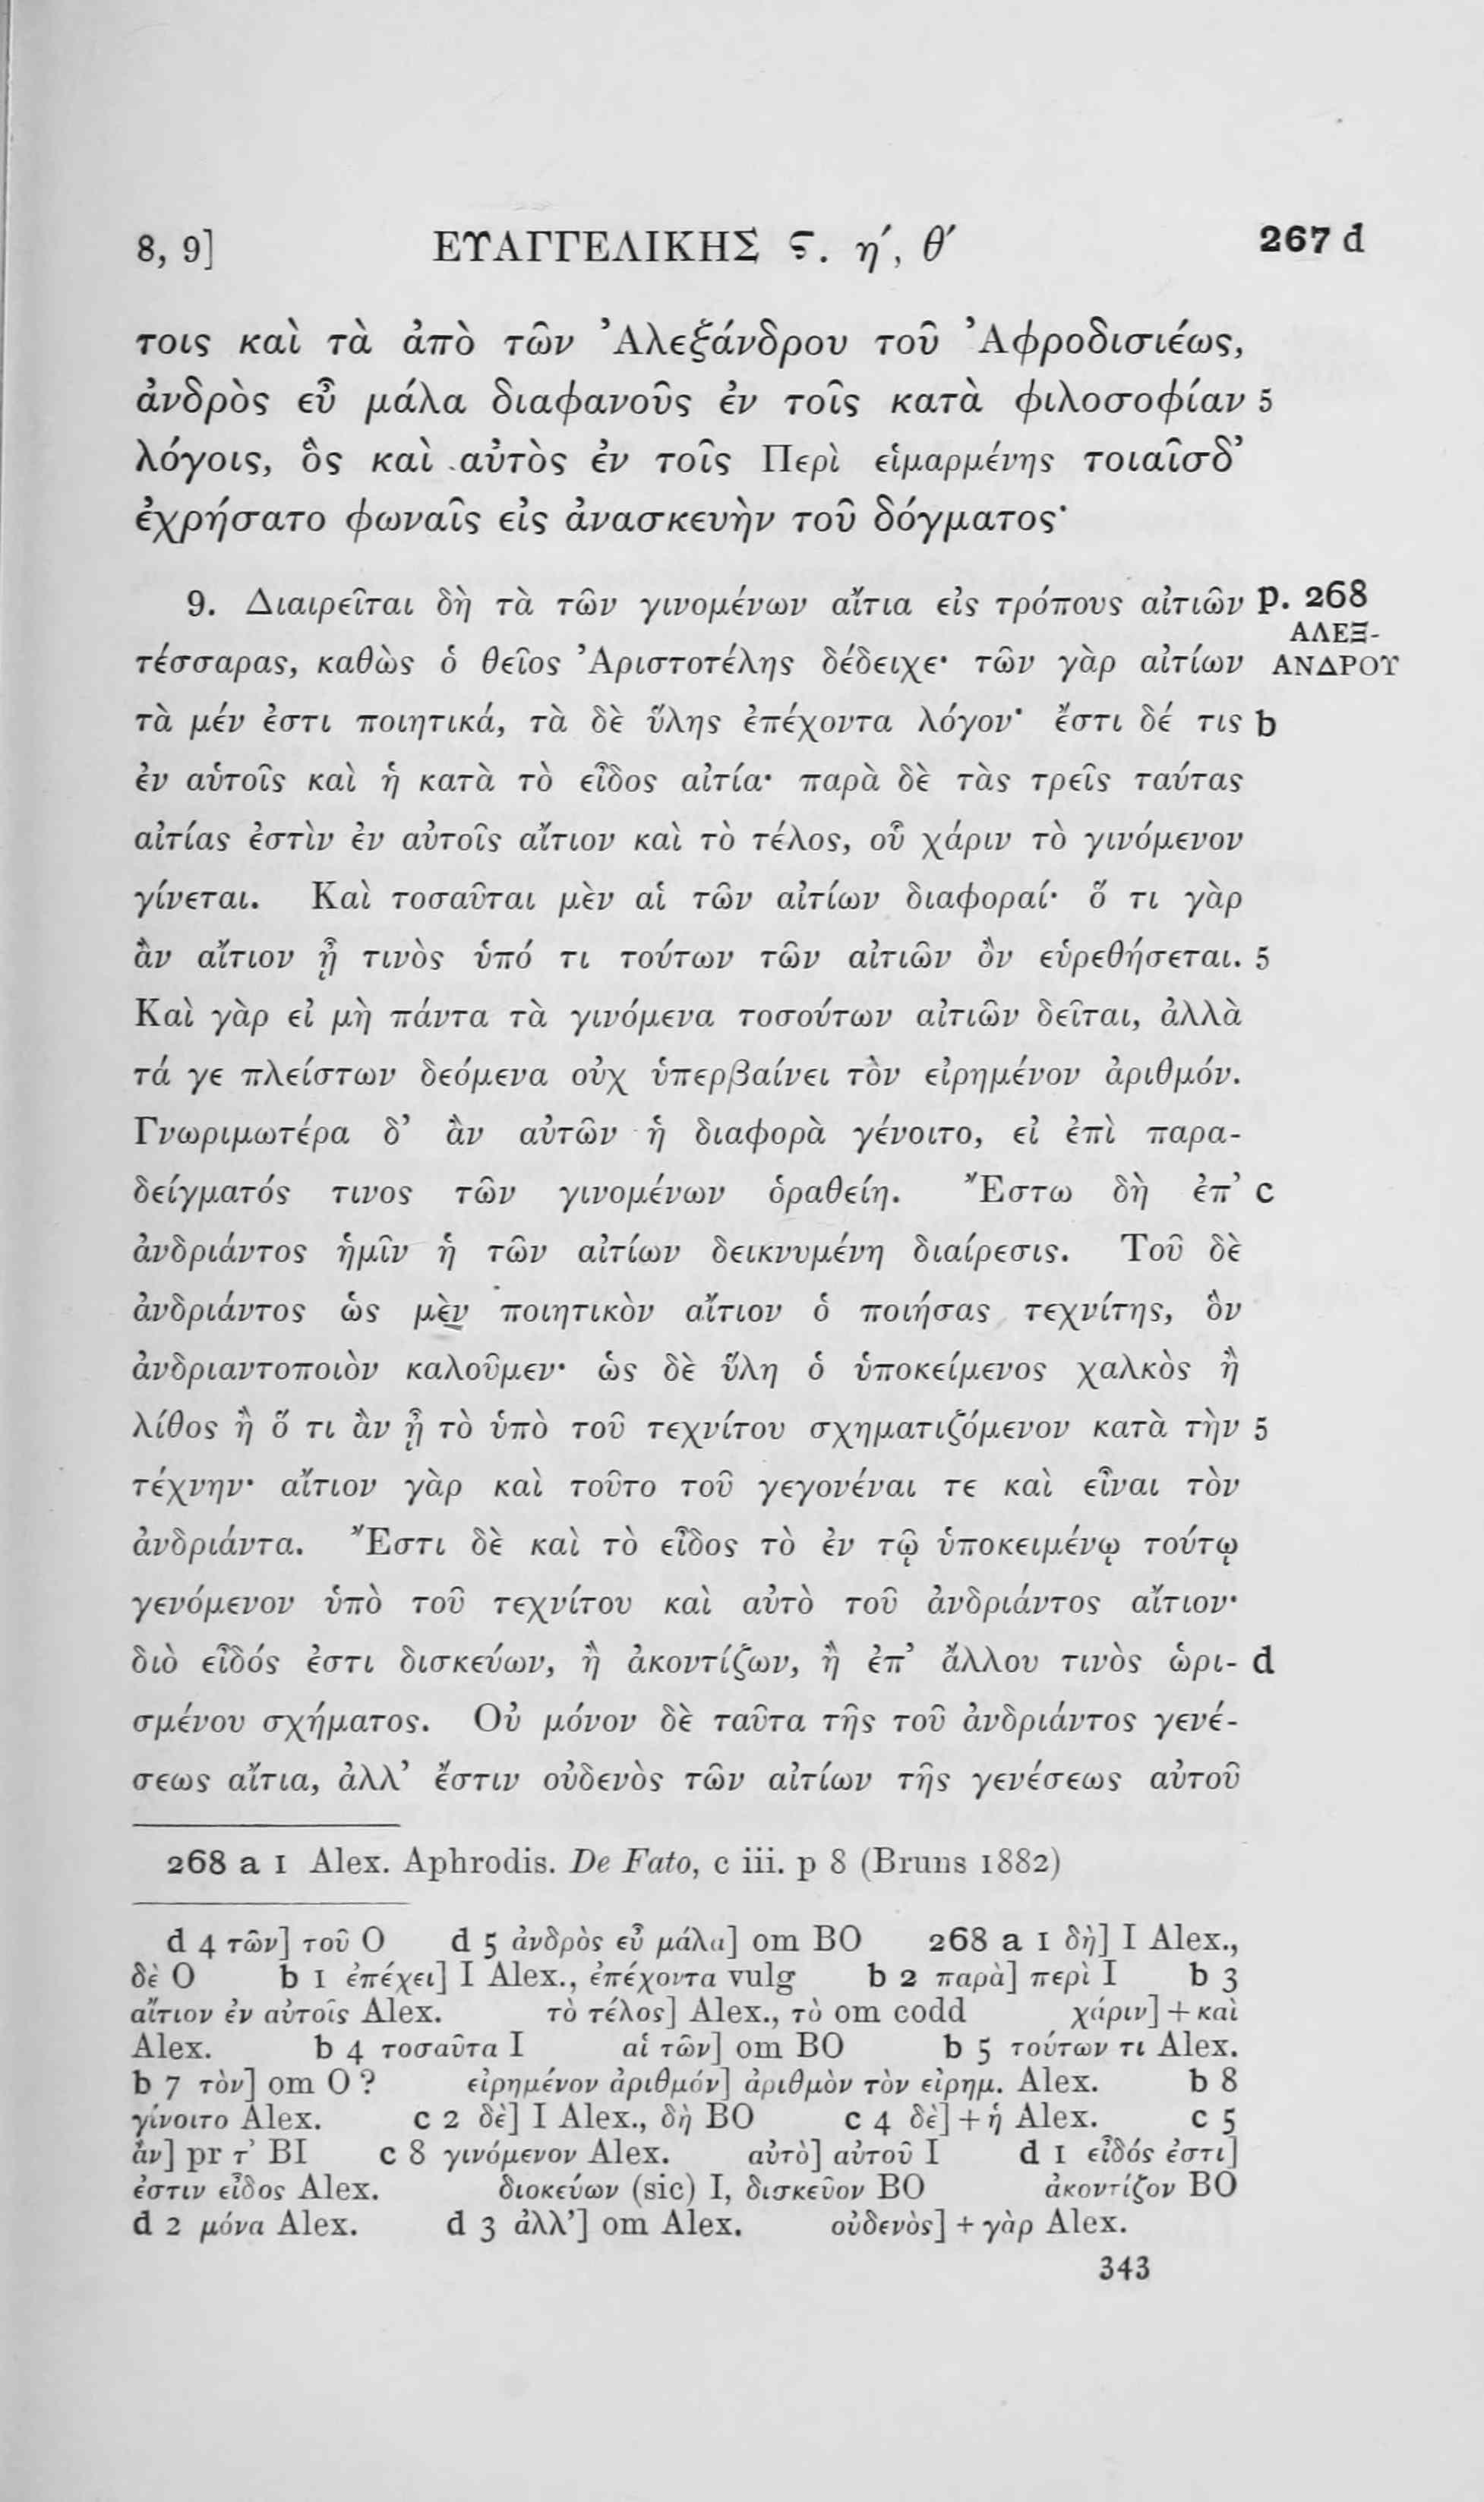 8, 9] ΕΥΑΓΓΕΛΙΚΗΣ ϛ. η΄, θ΄ 267 d
τοις καὶ τὰ ἀπὸ τῶν Ἀλεξάνδρου τοῦ Ἀφροδισιέως,
ἀνδρὸς εὖ μάλα διαφανοῦς ἐν τοῖς κατὰ φιλοσοφίαν 5
λόγοις, ὃς καὶ αὐτὸς ἐν τοῖς Περὶ εἱμαρμένης τοιαῖσδ’
ἐχρήσατο φωναῖς εἰς ἀνασκευὴν τοῦ δόγματος·
9. Διαιρεῖται δὴ τὰ τῶν γινομένων αἴτια εἰς τρόπους αἰτιῶν p. 268
ΑΛΕΞ-
τέσσαρας, καθὼς ὁ θεῖος Ἀριστοτέλης δέδειχε· τῶν γὰρ αἰτίων ΑΝΔΡΟΥ
τὰ μέν ἐστι ποιητικά, τὰ δὲ ὕλης ἐπέχοντα λόγον· ἔστι δέ τις b
ἐν αὑτοῖς καὶ ἡ κατὰ τὸ εἶδος αἰτία· παρὰ δὲ τὰς τρεῖς ταύτας
αἰτίας ἐστὶν ἐν αὐτοῖς αἴτιον καὶ τὸ τέλος, οὗ χάριν τὸ γινόμενον
γίνεται. Καὶ τοσαῦται μὲν αἱ τῶν αἰτίων διαφοραί· ὅ τι γὰρ
ἂν αἴτιον ᾖ τινὸς ὑπό τι τούτων τῶν αἰτιῶν ὂν εὑρεθήσεται. 5
Καὶ γὰρ εἰ μὴ πάντα τὰ γινόμενα τοσούτων αἰτιῶν δεῖται, ἀλλὰ
τά γε πλείστων δεόμενα οὐχ ὑπερβαίνει τὸν εἰρημένον ἀριθμόν.
Γνωριμωτέρα δ’ ἂν αὐτῶν ἡ διαφορὰ γένοιτο, εἰ ἐπὶ παρα-
δείγματός τινος τῶν γινομένων ὁραθείη. Ἔστω δὴ ἐπ’ c
ἀνδριάντος ἡμῖν ἡ τῶν αἰτίων δεικνυμένη διαίρεσις. Τοῦ δὲ
ἀνδριάντος ὡς μὲν ποιητικὸν αἴτιον ὁ ποιήσας τεχνίτης, ὃν
ἀνδριαντοποιὸν καλοῦμεν· ὡς δὲ ὕλη ὁ ὑποκείμενος χαλκὸς ἢ
λίθος ἢ ὅ τι ἂν ᾖ τὸ ὑπὸ τοῦ τεχνίτου σχηματιζόμενον κατὰ τὴν 5
τέχνην· αἴτιον γὰρ καὶ τοῦτο τοῦ γεγονέναι τε καὶ εἶναι τὸν
ἀνδριάντα. Ἔστι δὲ καὶ τὸ εἶδος τὸ ἐν τῷ ὑποκειμένῳ τούτῳ
γενόμενον ὑπὸ τοῦ τεχνίτου καὶ αὐτὸ τοῦ ἀνδριάντος αἴτιον·
διὸ εἶδός ἐστι δισκεύων, ἢ ἀκοντίζων, ἢ ἐπ’ ἄλλου τινὸς ὡρι- d
σμένου σχήματος. Οὐ μόνον δὲ ταῦτα τῆς τοῦ ἀνδριάντος γενέ-
σεως αἴτια, ἀλλ’ ἔστιν οὐδενὸς τῶν αἰτίων τῆς γενέσεως αὐτοῦ
268 a 1 Alex. Aphrodis. De Fato, c iii. p 8 (Bruns 1882)
d 4 τῶν] τοῦ O d 5 ἀνδρὸς εὖ μάλα] om BO 268 a 1 δὴ] I Alex.,
δὲ O b 1 ἐπέχει] I Alex., ἐπέχοντα vulg b 2 παρὰ] περὶ I b 3
αἴτιον ἐν αὐτοῖς Alex. τὸ τέλος] Alex., τὸ om codd χάριν] + καὶ
Alex. b 4 τοσαῦτα I αἱ τῶν] om BO b 5 τούτων τι Alex.
b 7 τὸν] om O ? εἰρημένον ἀριθμόν] ἀριθμὸν τὸν εἰρημ. Alex. b 8
γίνοιτο Alex. c 2 δὲ] I Alex., δὴ BO c 4 δὲ] + ἡ Alex. c 5
ἂν] pr τ’ BI c 8 γινόμενον Alex. αὐτὸ] αὐτοῦ I d 1 εἶδός ἐστι]
ἐστιν εἶδος Alex. διοκεύων (sic) I, δισκεῦον BO ἀκοντίζον BO
d 2 μόνα Alex. d 3 ἀλλ’] om Alex. οὐδενὸς] + γὰρ Alex.
343